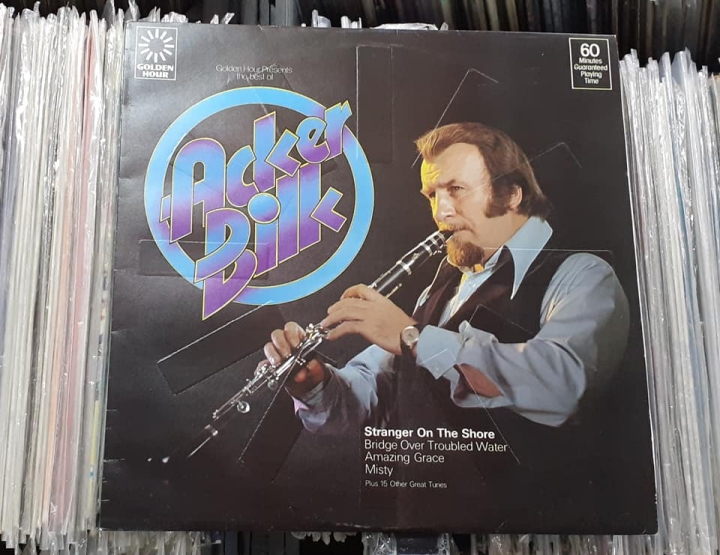 GOLDEN
HOUR
Golden Hour Presents
the best of
Acker
Bilk
60
Minutes
Guaranteed
Playing
Time
Stranger On The Shore
Bridge Over Troubled Water
Amazing Grace
Misty
Plus 15 Other Great Tunes